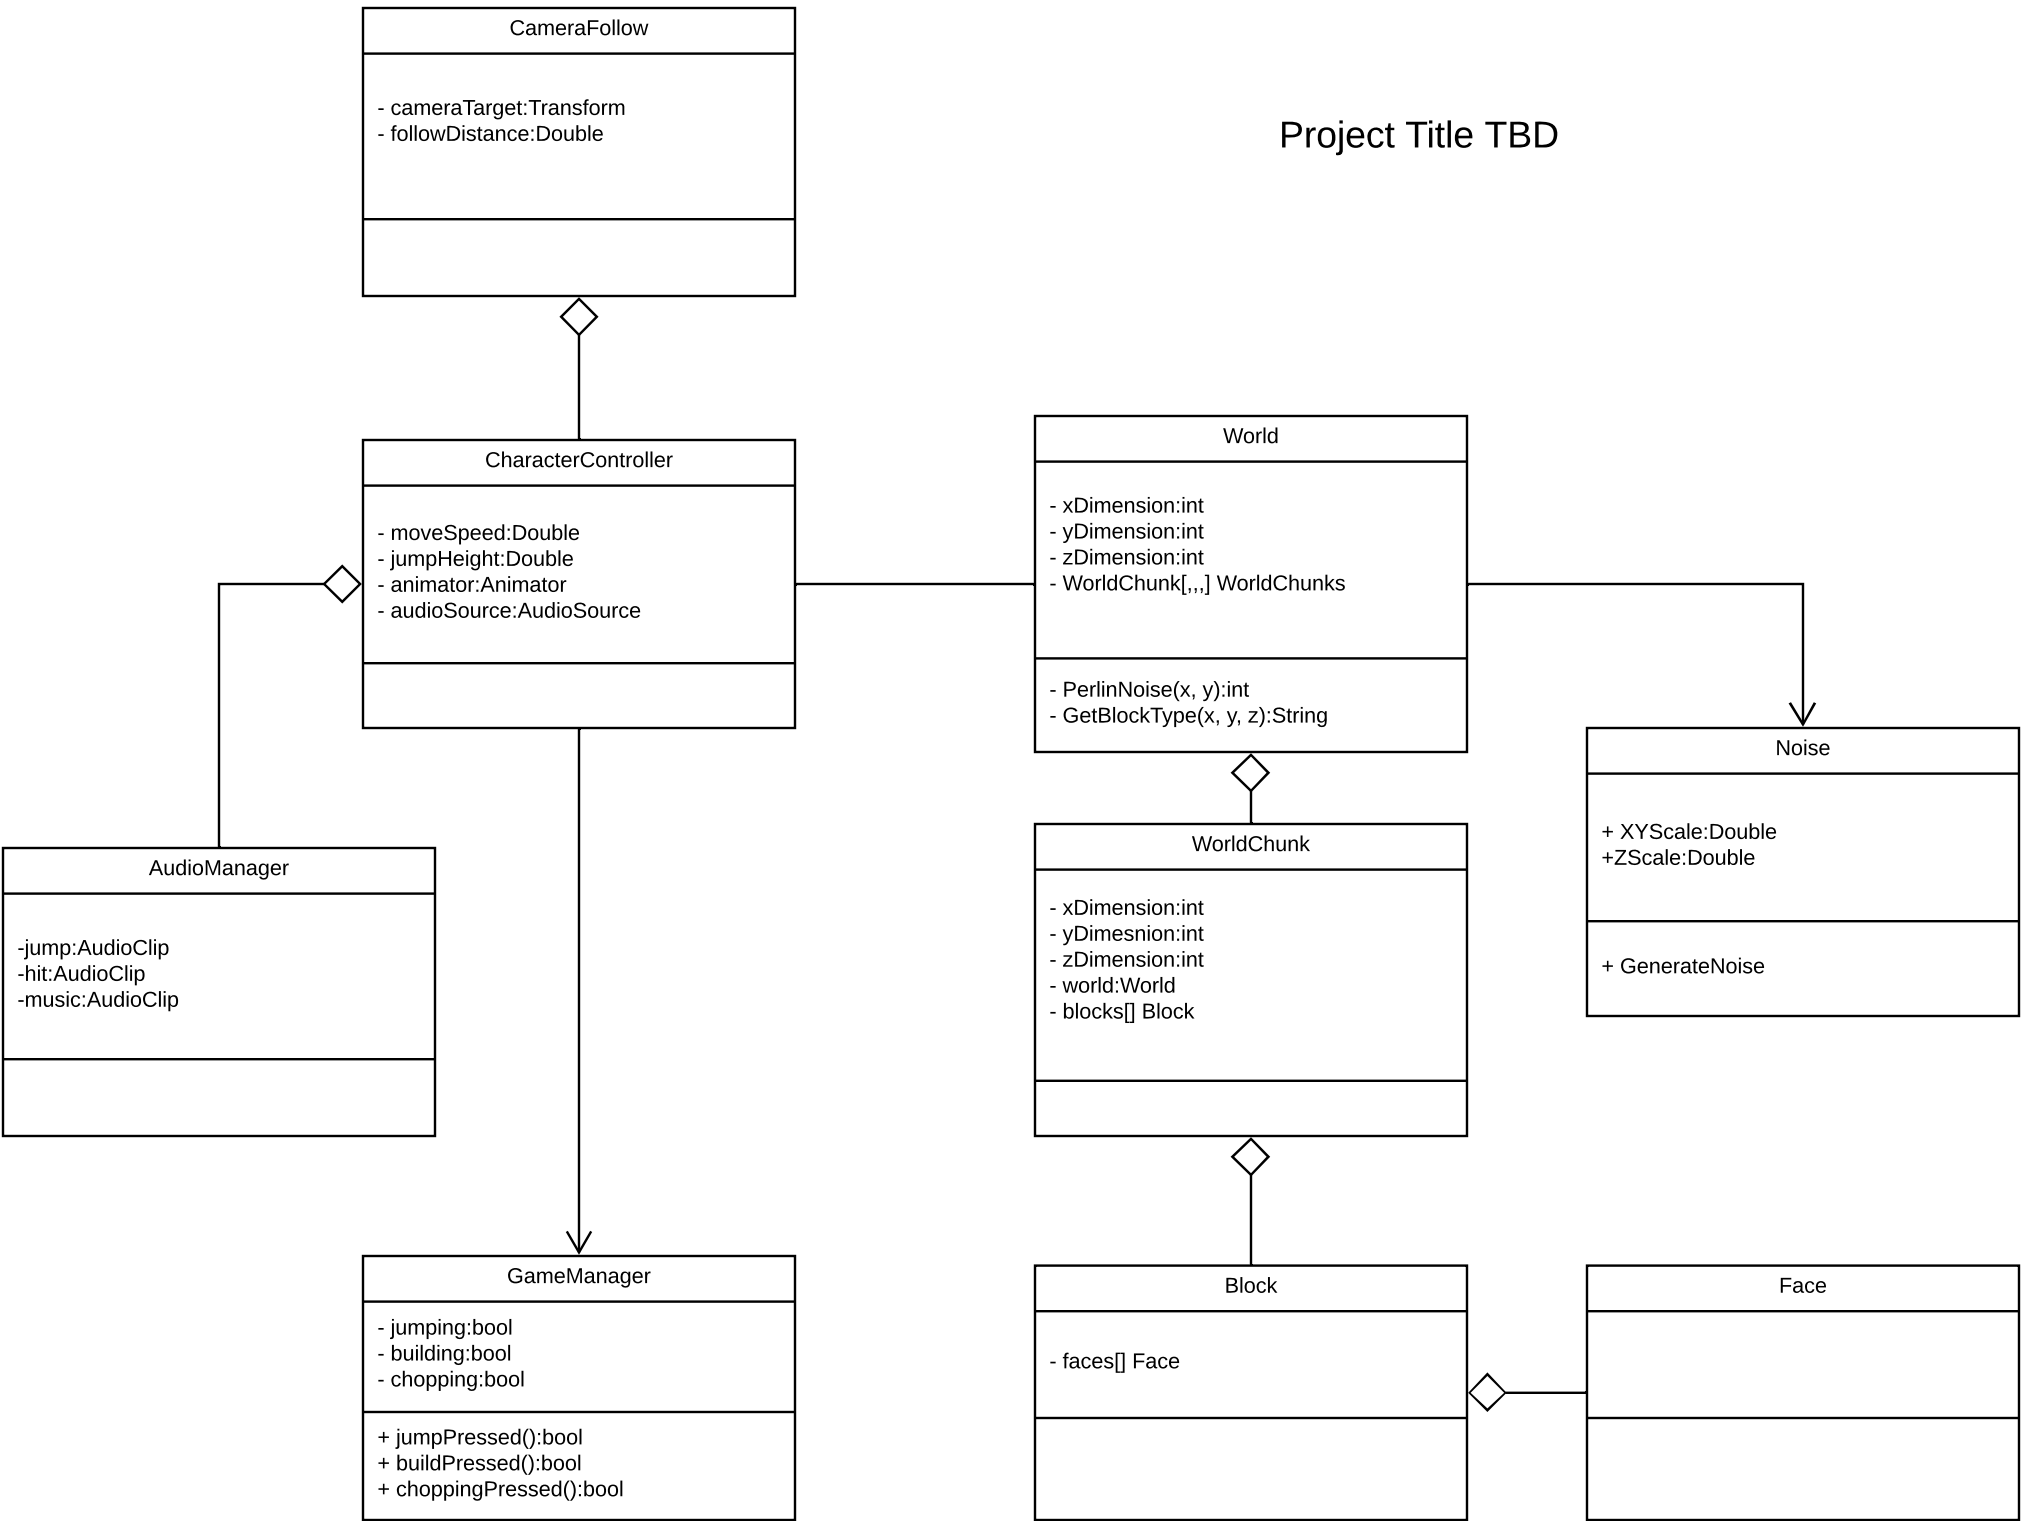 CameraFollow
- cameraTarget:Transform
- followDistance:Double
Project Title TBD
CharacterController
- moveSpeed:Double
- jumpHeight:Double
- animator:Animator
- audioSource:AudioSource
World
- xDimension:int
- yDimension:int
- zDimension:int
- WorldChunk[,,,] WorldChunks
- PerlinNoise(x, y):int
- GetBlockType(x, y, z):String
Noise
+ XYScale:Double
+ZScale:Double
+ GenerateNoise
AudioManager
-jump:AudioClip
-hit:AudioClip
-music:AudioClip
WorldChunk
- xDimension:int
- yDimesnion:int
- zDimension:int
- world:World
- blocks[] Block
GameManager
- jumping:bool
- building:bool
- chopping:bool
+ jumpPressed():bool
+ buildPressed():bool
+ choppingPressed():bool
Block
- faces[] Face
Face